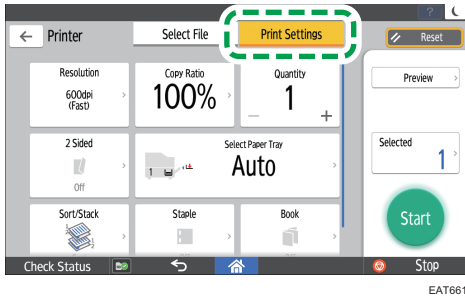 ?
Printer
Select File
Print Settings
Reset
Resolution
600dpi
(Fast)
Copy Ratio
100%
Quantity
1
Preview
2 Sided
Off
Select Paper Tray
1
Auto
Selected
1
Sort/Stack
Staple
Book
Start
Check Status
Stop
EAT661